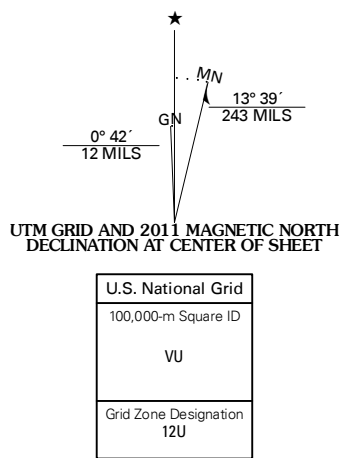 ★
MN
GN
13° 39´
243 MILS
0° 42´
12 MILS
UTM GRID AND 2011 MAGNETIC NORTH
DECLINATION AT CENTER OF SHEET
U.S. National Grid
100,000-m Square ID
VU
Grid Zone Designation
12U